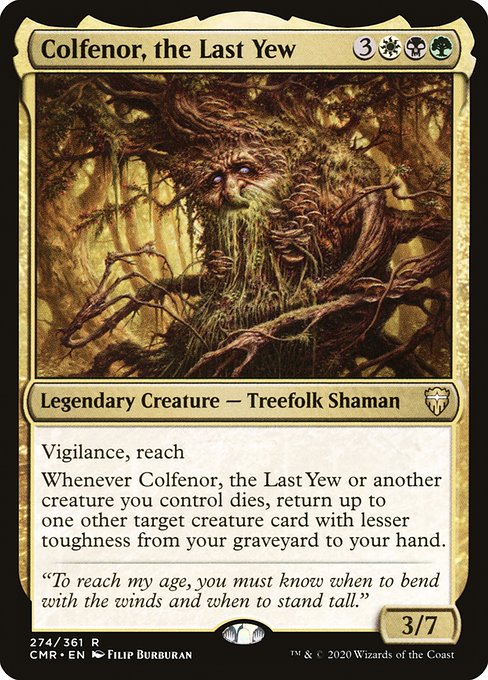 Colfenor, the Last Yew 3
Legendary Creature — Treefolk Shaman
Vigilance, reach
Whenever Colfenor, the Last Yew or another
creature you control dies, return up to
one other target creature card with lesser
toughness from your graveyard to your hand.
"To reach my age, you must know when to bend
with the winds and when to stand tall."
3/7
274/361 R
CMR • EN Filip Burburan
™ & © 2020 Wizards of the Coast